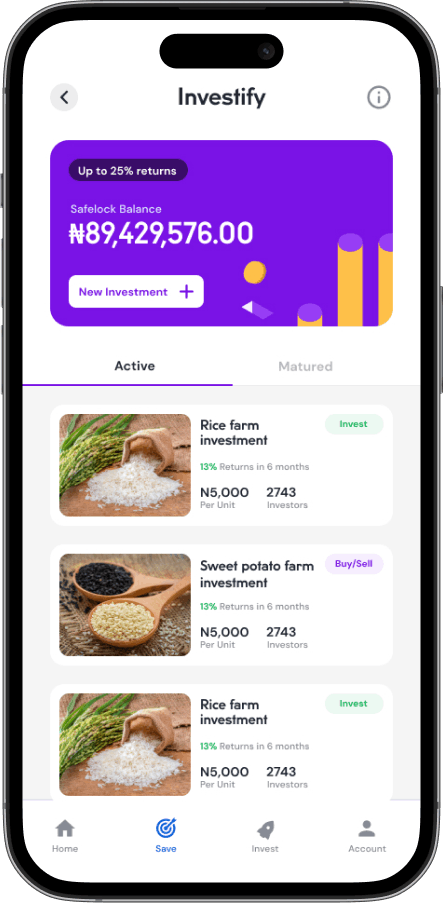 Investify
Up to 25% returns
Safelock Balance
₦89,429,576.00
New Investment
Active
Matured
Rice farm
investment
Invest
13% Returns in 6 months
N5,000
2743
Per Unit
Investors
Sweet potato farm
investment
Buy/Sell
13% Returns in 6 months
N5,000
2743
Per Unit
Investors
Rice farm
investment
Invest
13% Returns in 6 months
N5,000
2743
Per Unit
Investors
Home
Save
Invest
Account